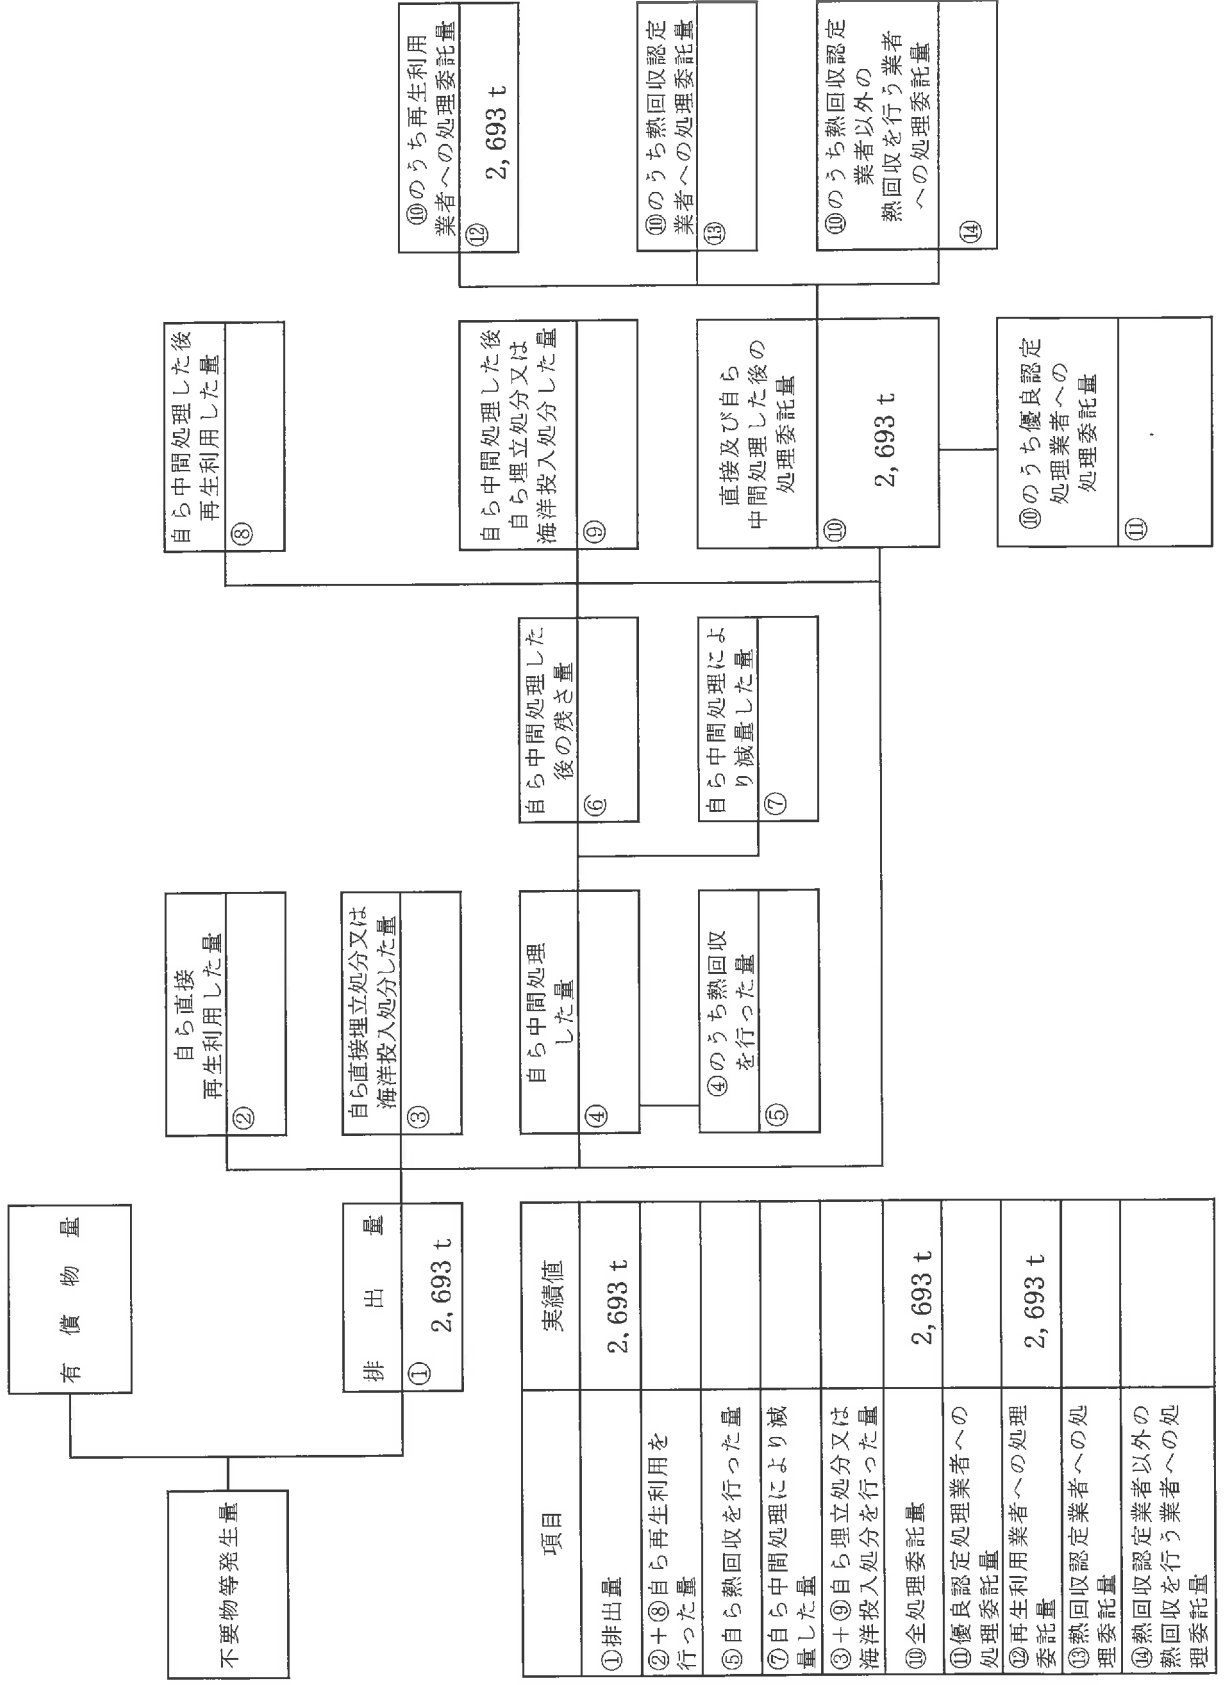 有償物量
不要物等発生量
排出量
①
2,693 t
自ら直接
再生利用した量
②
自ら直接埋立処分又は
海洋投入処分した量
③
自ら中間処理
した量
④
④のうち熱回収
を行った量
⑤
自ら中間処理した
後の残さ量
⑥
自ら中間処理によ
り減量した量
⑦
自ら中間処理した後
再生利用した量
⑧
自ら中間処理した後
自ら埋立処分又は
海洋投入処分した量
⑨
直接及び自ら
中間処理した後の
処理委託量
⑩
2,693 t
⑩のうち優良認定
処理業者への
処理委託量
⑪
⑩のうち再生利用
業者への処理委託量
⑫
2,693 t
⑩のうち熱回収認定
業者への処理委託量
⑬
⑩のうち熱回収認定
業者以外の
熱回収を行う業者
への処理委託量
⑭
項目 実績値
①排出量 2,693 t
②+⑧自ら再生利用を
行った量
⑤自ら熱回収を行った量
⑦自ら中間処理により減
量した量
③+⑨自ら埋立処分又は
海洋投入処分を行った量
⑩全処理委託量 2,693 t
⑪優良認定処理業者への
処理委託量
⑫再生利用業者への処理
委託量 2,693 t
⑬熱回収認定業者への処
理委託量
⑭熱回収認定業者以外の
熱回収を行う業者への処
理委託量